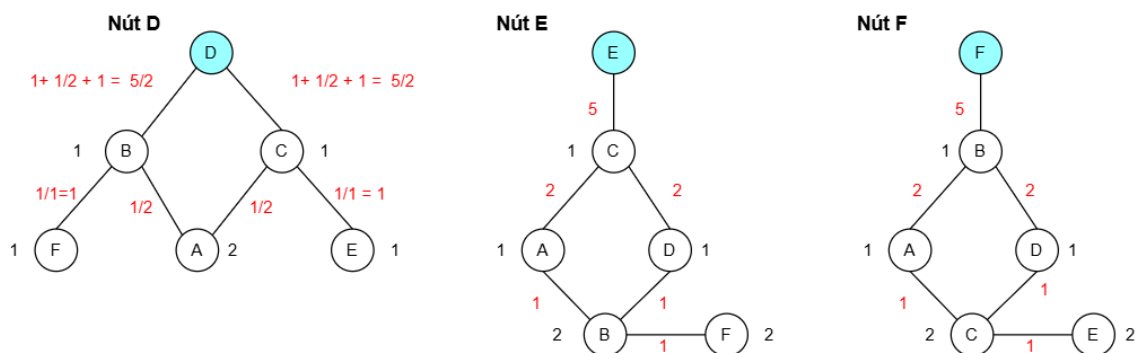 Nút D
D
1+ 1/2 + 1 = 5/2
1+ 1/2 + 1 = 5/2
1 B
C 1
1/1=1
1/2
1/2
1/1 = 1
1 F
A 2
E 1
Nút E
E
5
1 C
2
2
1 A
D 1
1
1
2 B
1
F 2
Nút F
F
5
1 B
2
2
1 A
D 1
1
1
2 C
1
E 2